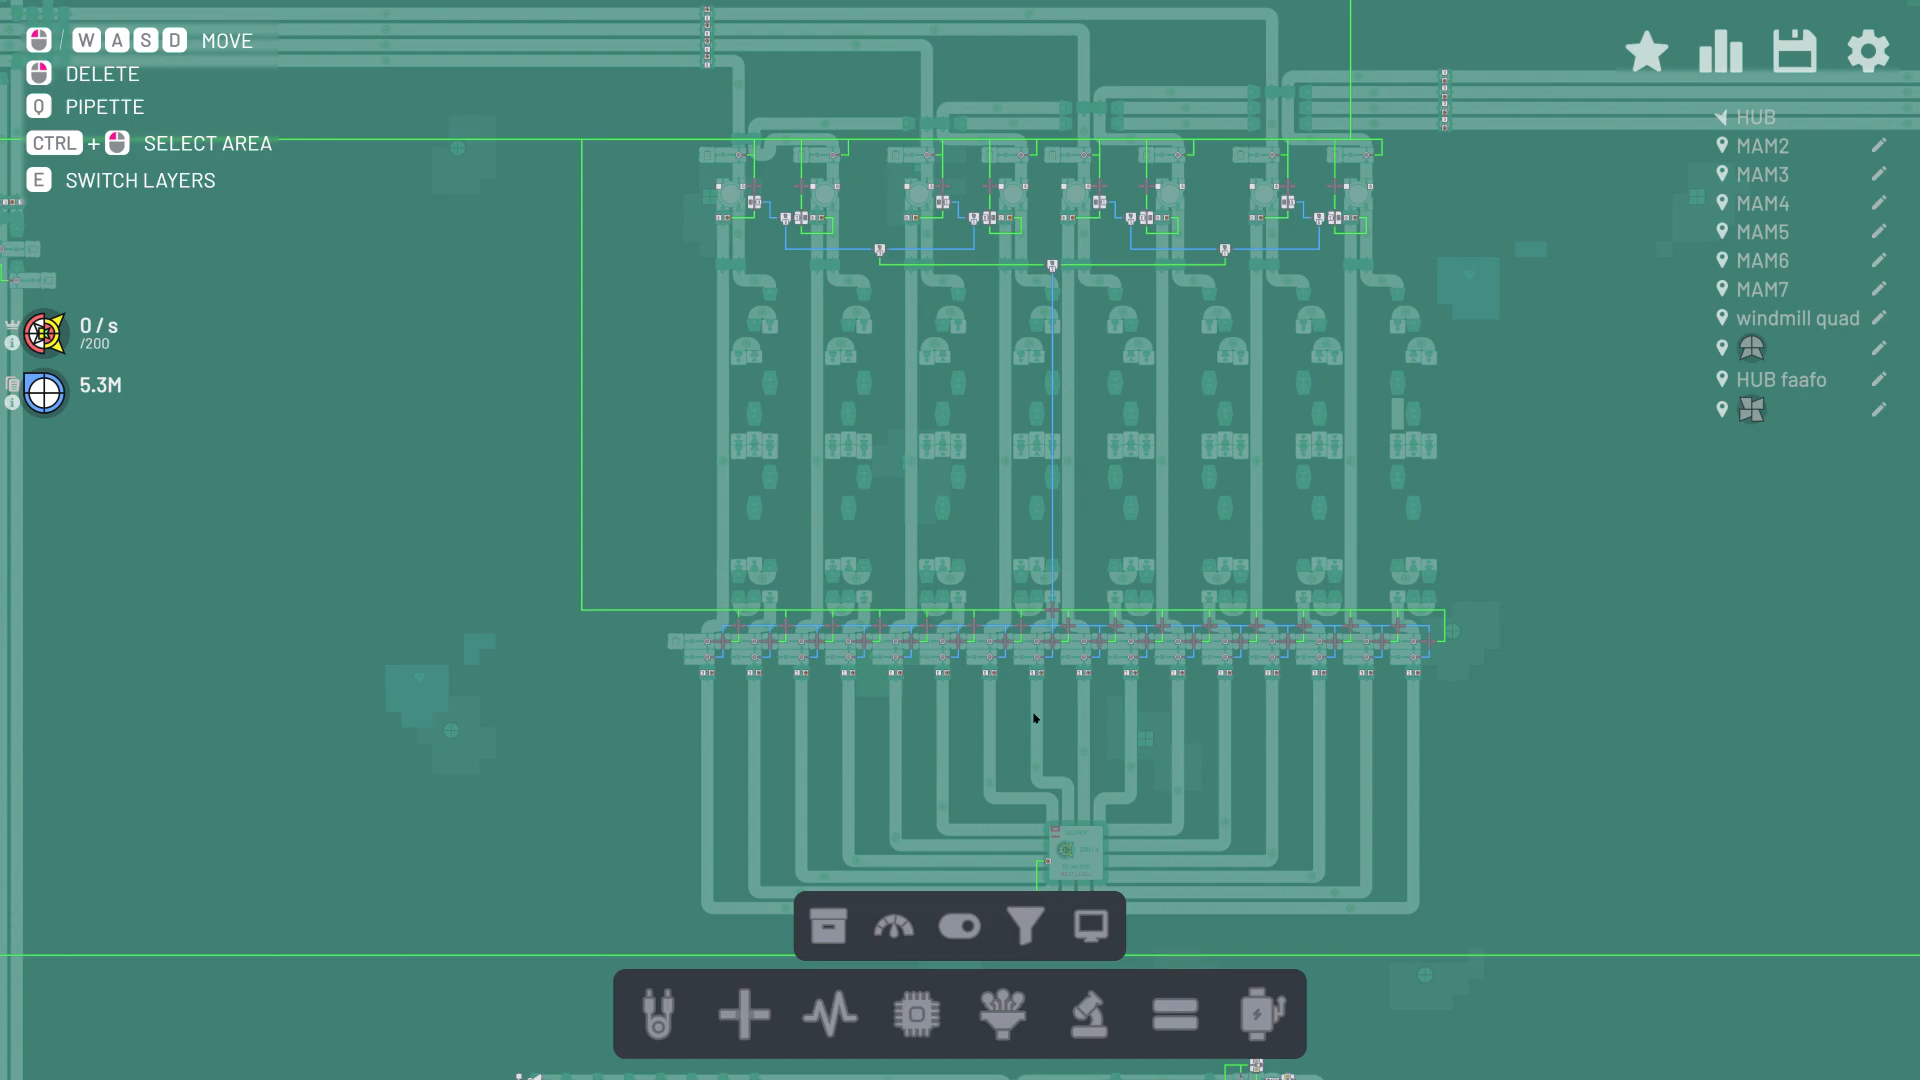 W A S D MOVE
DELETE
Q PIPETTE
CTRL + SELECT AREA
E SWITCH LAYERS
0 / s
/200
5.3M
HUB
MAM2
MAM3
MAM4
MAM5
MAM6
MAM7
windmill quad
HUB faafo